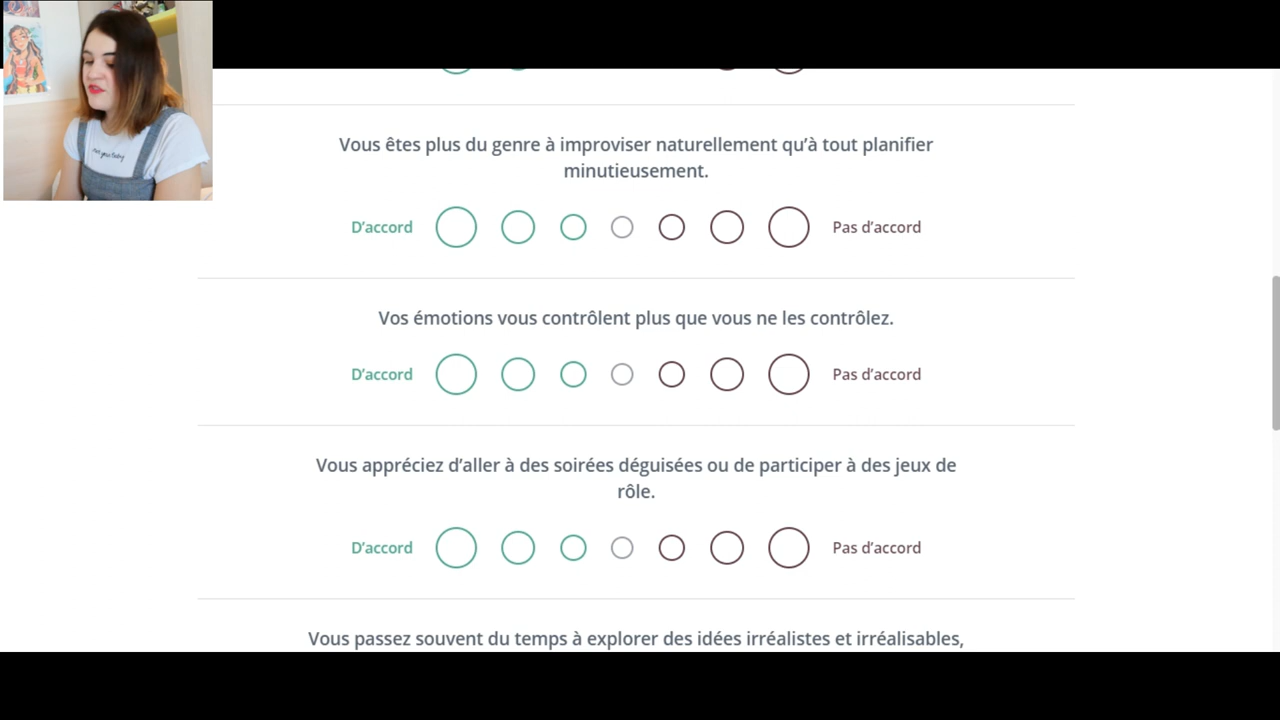 Vous êtes plus du genre à improviser naturellement qu’à tout planifier
minutieusement.
D’accord Pas d’accord
Vos émotions vous contrôlent plus que vous ne les contrôlez.
D’accord Pas d’accord
Vous appréciez d’aller à des soirées déguisées ou de participer à des jeux de
rôle.
D’accord Pas d’accord
Vous passez souvent du temps à explorer des idées irréalistes et irréalisables,